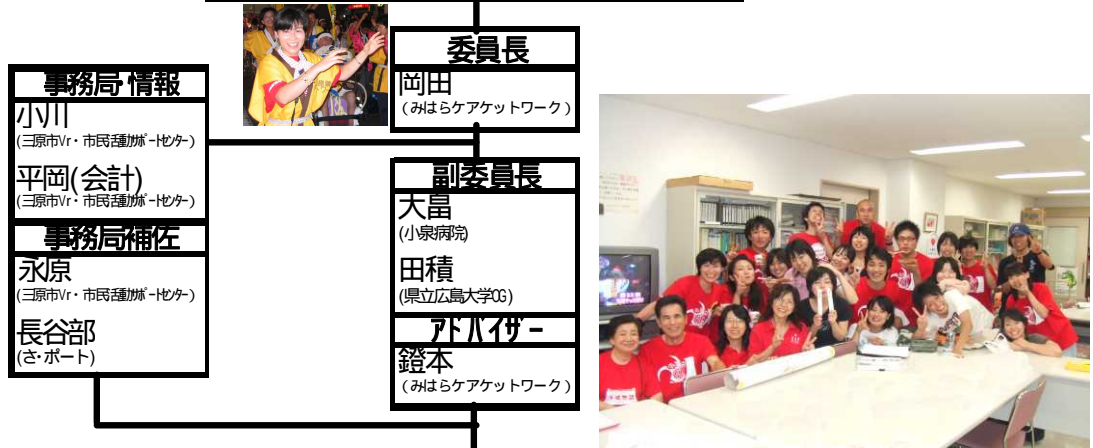 委員長
岡田
（みはらケアケットワーク）
事務局・情報
小川
(三原市Vr・市民活動ｻﾎﾟｰﾄｾﾝﾀｰ)
平岡(会計)
(三原市Vr・市民活動ｻﾎﾟｰﾄｾﾝﾀｰ)
事務局補佐
永原
(三原市Vr・市民活動ｻﾎﾟｰﾄｾﾝﾀｰ)
長谷部
(さ・ポート)
副委員長
大畠
(小泉病院)
田積
(県立広島大学OG)
アドバイザー
鐙本
（みはらケアケットワーク）